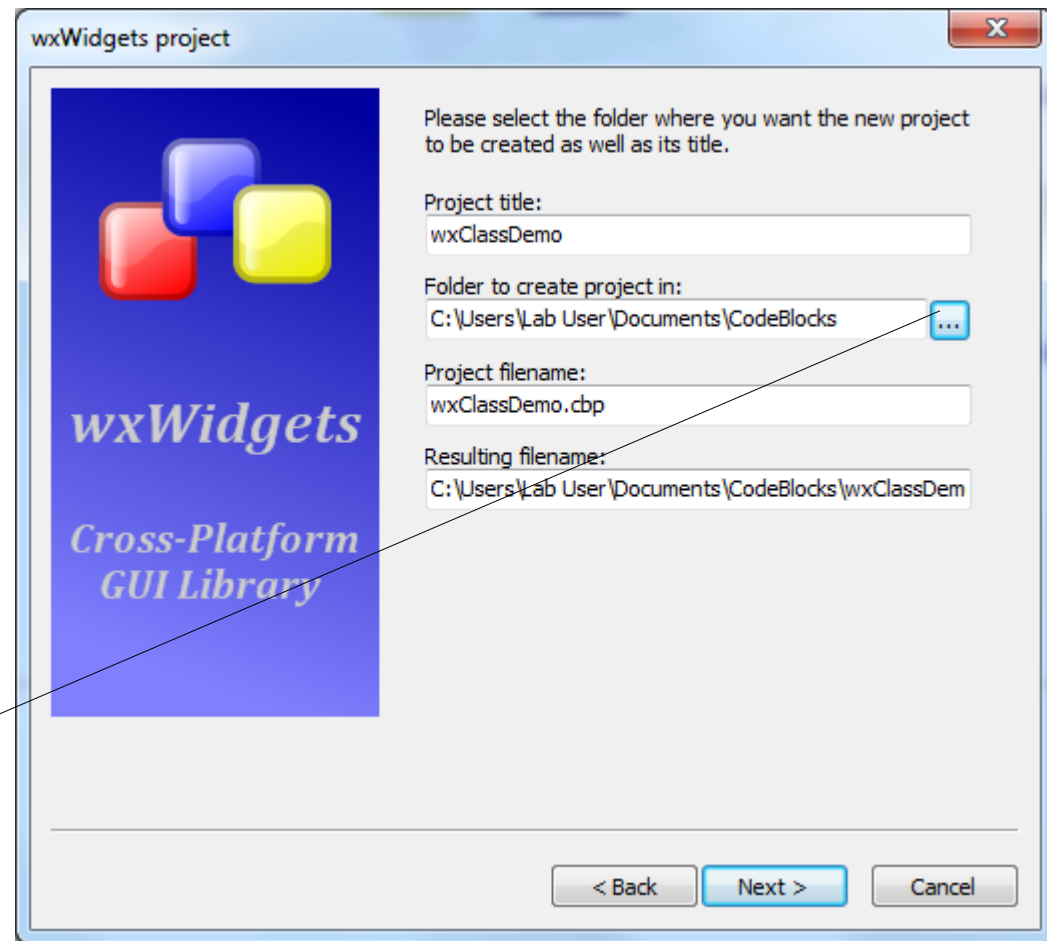 wxWidgets project
Please select the folder where you want the new project
to be created as well as its title.
Project title:
wxClassDemo
Folder to create project in:
C:\Users\Lab User\Documents\CodeBlocks
...
Project filename:
wxClassDemo.cbp
Resulting filename:
C:\Users\Lab User\Documents\CodeBlocks\wxClassDem
wxWidgets
Cross-Platform
GUI Library
< Back
Next >
Cancel